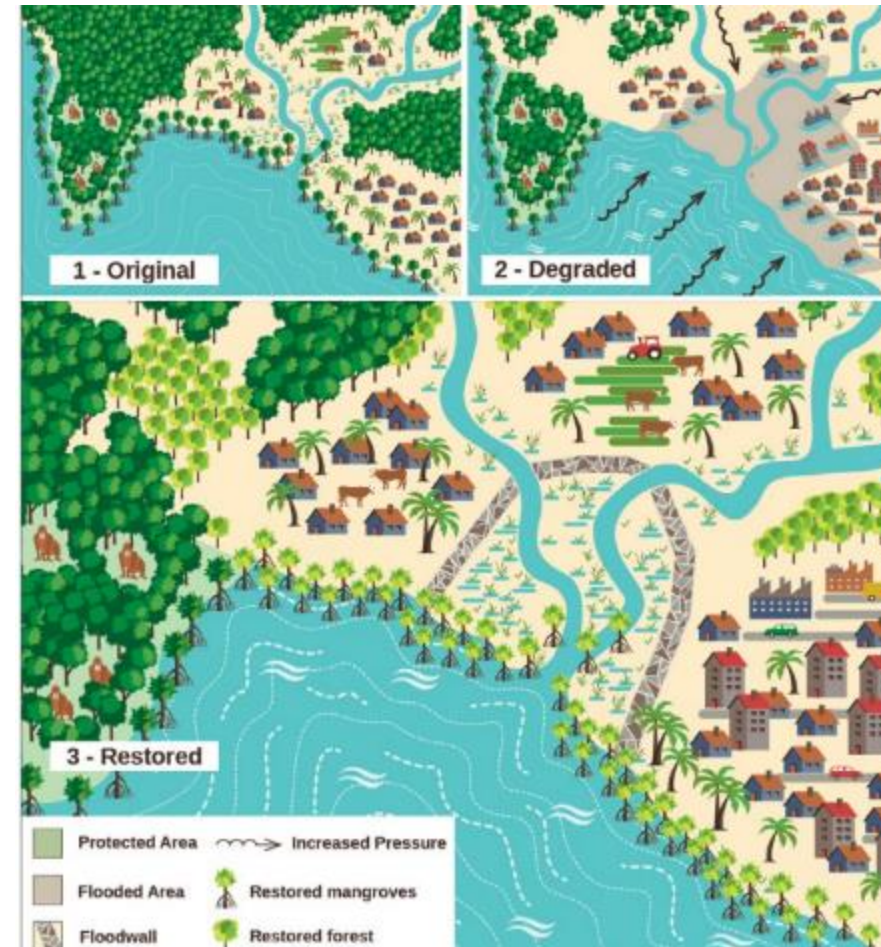 1 - Original
2 - Degraded
3 - Restored
Protected Area
Increased Pressure
Flooded Area
Restored mangroves
Floodwall
Restored forest